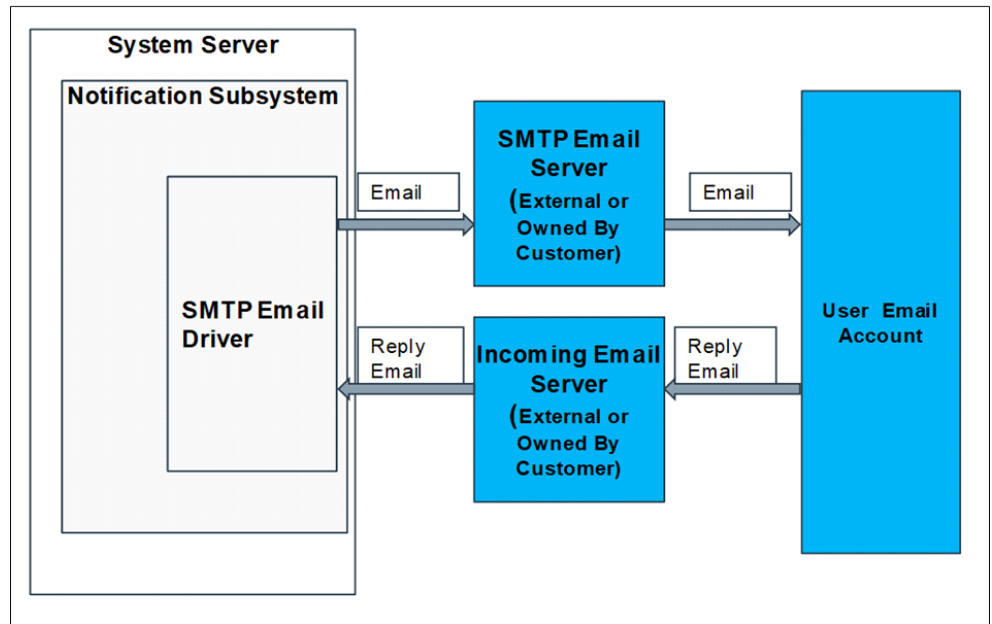 System Server
Notification Subsystem
SMTP Email
Driver
Email
SMTP Email
Server
(External or
Owned By
Customer)
Email
Reply
Email
Incoming Email
Server
(External or
Owned By
Customer)
Reply
Email
User Email
Account